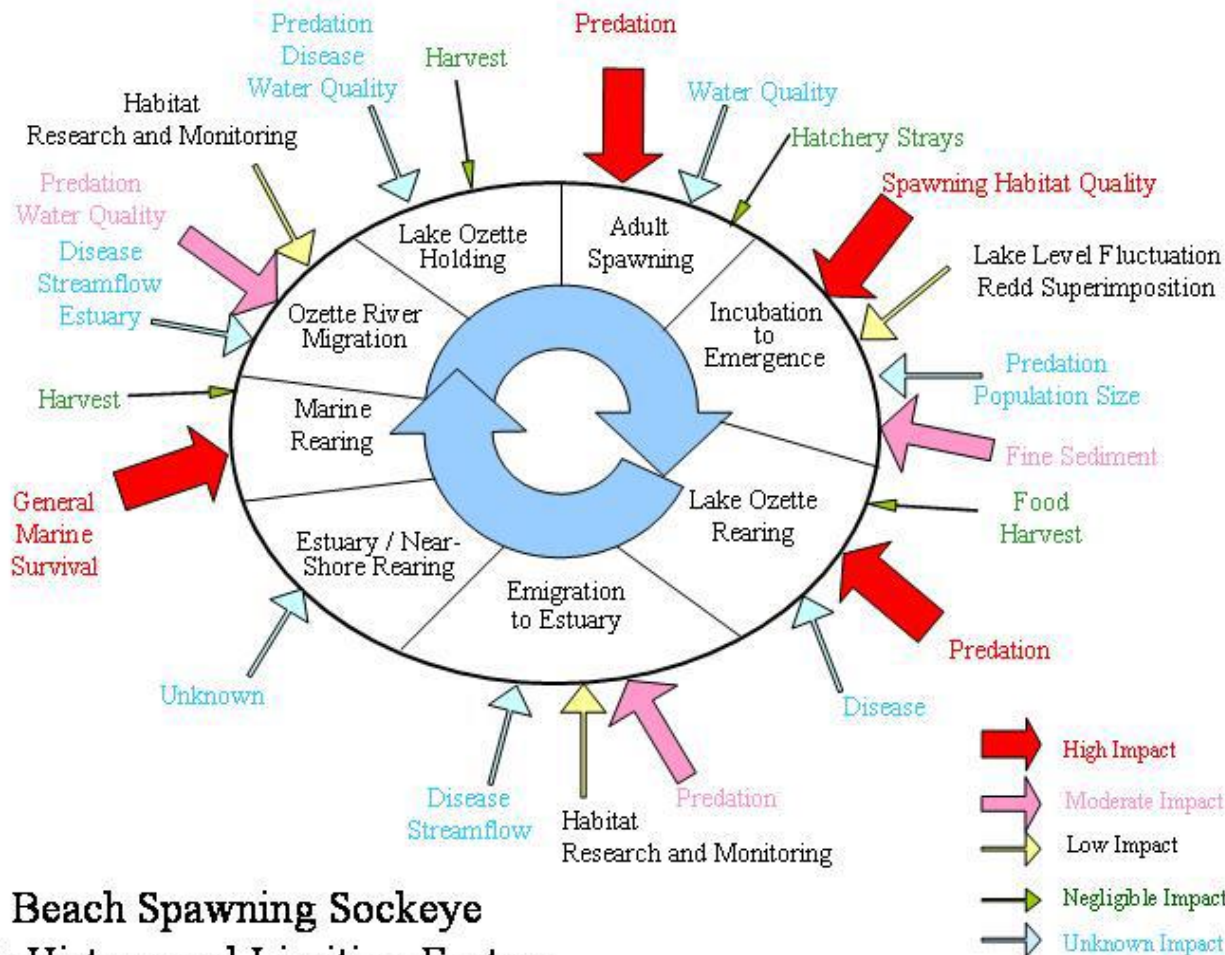 Predation
Disease
Water Quality
Harvest
Predation
Water Quality
Hatchery Strays
Habitat
Research and Monitoring
Predation
Water Quality
Disease
Streamflow
Estuary
Harvest
General
Marine
Survival
Unknown
Spawning Habitat Quality
Lake Level Fluctuation
Redd Superimposition
Predation
Population Size
Fine Sediment
Food
Harvest
Predation
Disease
Lake Ozette
Holding
Adult
Spawning
Incubation
to
Emergence
Lake Ozette
Rearing
Emigration
to Estuary
Estuary / Near-
Shore Rearing
Marine
Rearing
Ozette River
Migration
Disease
Streamflow
Habitat
Research and Monitoring
Predation
High Impact
Moderate Impact
Low Impact
Negligible Impact
Unknown Impact
Beach Spawning Sockeye